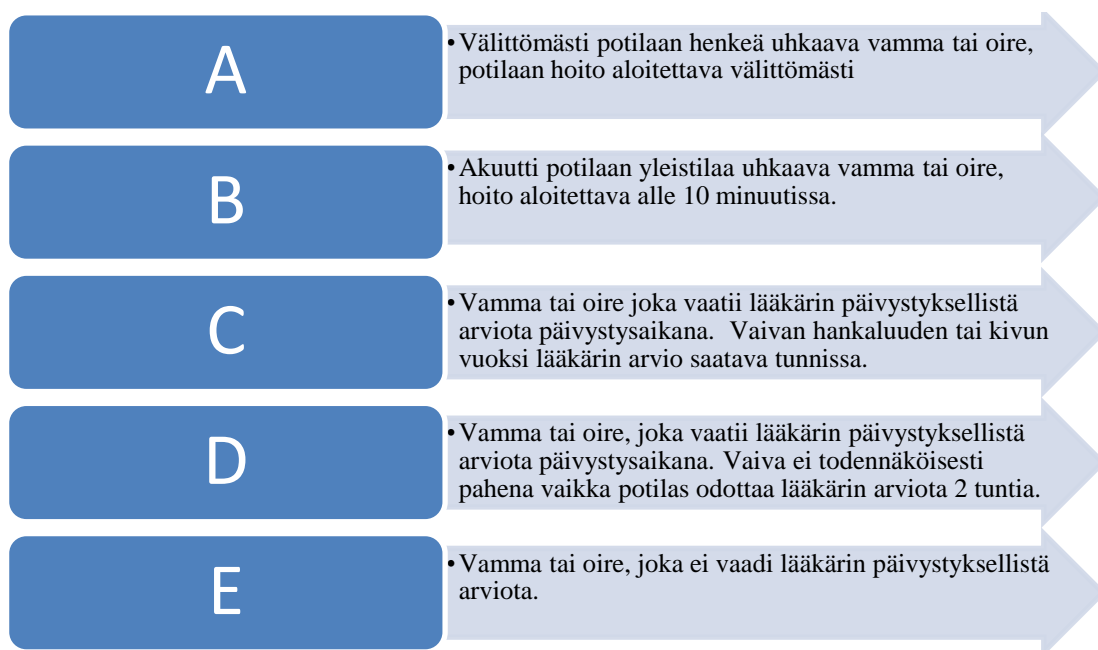 A
•Välittömästi potilaan henkeä uhkaava vamma tai oire,
potilaan hoito aloitettava välittömästi
B
•Akuutti potilaan yleistilaa uhkaava vamma tai oire,
hoito aloitettava alle 10 minuutissa.
C
•Vamma tai oire joka vaatii lääkärin päivystyksellistä
arviota päivystysaikana. Vaivan hankaluuden tai kivun
vuoksi lääkärin arvio saatava tunnissa.
D
•Vamma tai oire, joka vaatii lääkärin päivystyksellistä
arviota päivystysaikana. Vaiva ei todennäköisesti
pahena vaikka potilas odottaa lääkärin arviota 2 tuntia.
E
•Vamma tai oire, joka ei vaadi lääkärin päivystyksellistä
arviota.